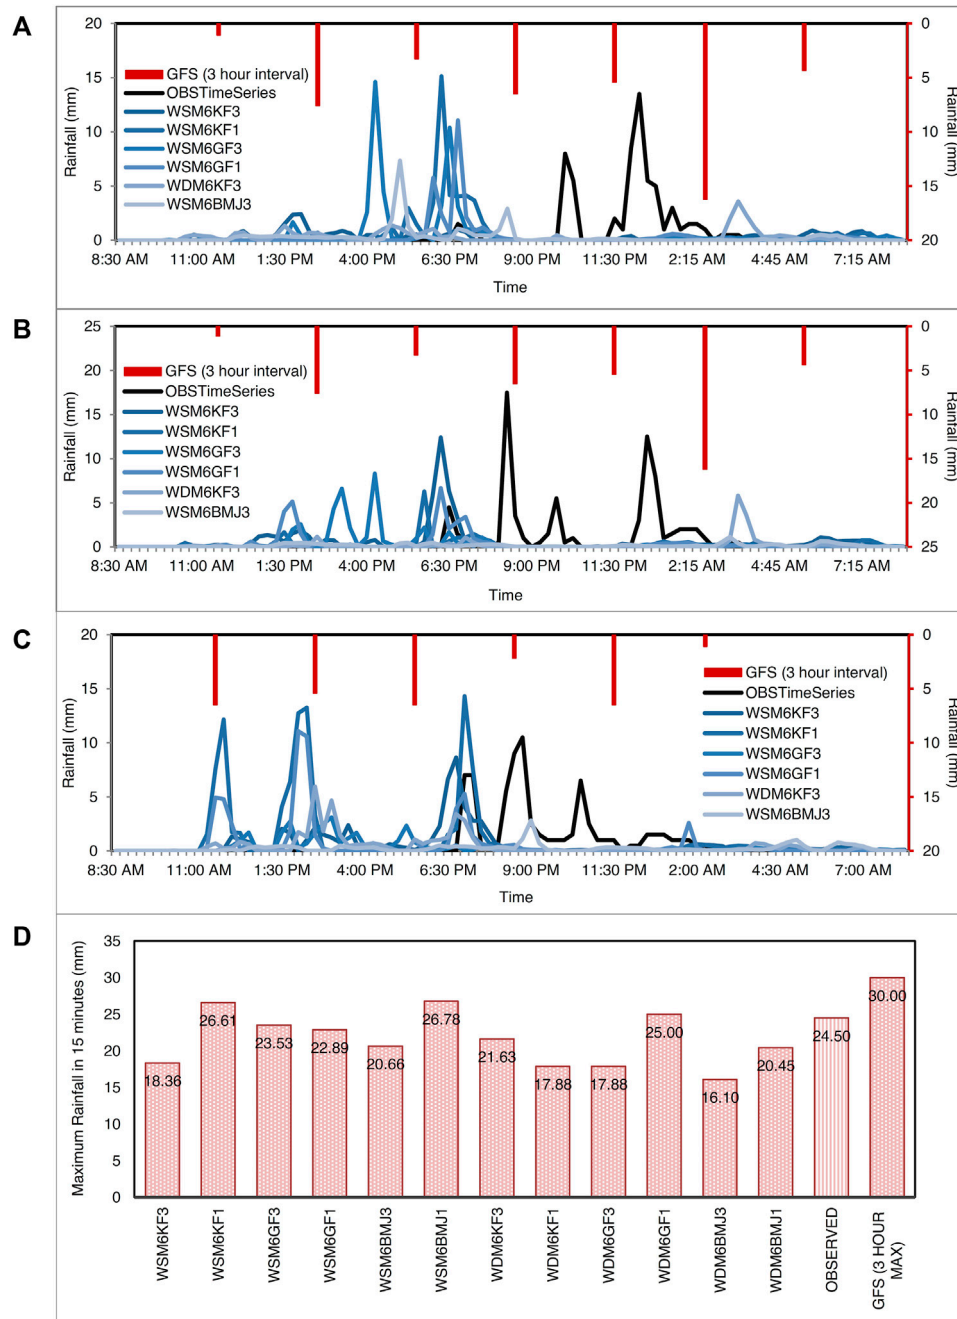 A
Rainfall (mm)
20
15
10
5
0
GFS (3 hour interval)
OBSTimeSeries
WSM6KF3
WSM6KF1
WSM6GF3
WSM6GF1
WDM6KF3
WSM6BMJ3
0
5
10
15
20
Rainfall (mm)
8:30 AM 11:00 AM 1:30 PM 4:00 PM 6:30 PM 9:00 PM 11:30 PM 2:15 AM 4:45 AM 7:15 AM
Time
B
Rainfall (mm)
25
20
15
10
5
0
GFS (3 hour interval)
OBSTimeSeries
WSM6KF3
WSM6KF1
WSM6GF3
WSM6GF1
WDM6KF3
WSM6BMJ3
0
5
10
15
20
25
Rainfall (mm)
8:30 AM 11:00 AM 1:30 PM 4:00 PM 6:30 PM 9:00 PM 11:30 PM 2:15 AM 4:45 AM 7:15 AM
Time
C
Rainfall (mm)
20
15
10
5
0
GFS (3 hour interval)
OBSTimeSeries
WSM6KF3
WSM6KF1
WSM6GF3
WSM6GF1
WDM6KF3
WSM6BMJ3
0
5
10
15
20
Rainfall (mm)
8:30 AM 11:00 AM 1:30 PM 4:00 PM 6:30 PM 9:00 PM 11:30 PM 2:00 AM 4:30 AM 7:00 AM
Time
D
Maximum Rainfall in 15 minutes (mm)
35
30
25
20
15
10
5
0
18.36
26.61
23.53
22.89
20.66
26.78
21.63
17.88
17.88
25.00
16.10
20.45
24.50
30.00
WSM6KF3
WSM6KF1
WSM6GF3
WSM6GF1
WSM6BMJ3
WSM6BMJ1
WDM6KF3
WDM6KF1
WDM6GF3
WDM6GF1
WDM6BMJ3
WDM6BMJ1
OBSERVED
GFS (3 HOUR
MAX)